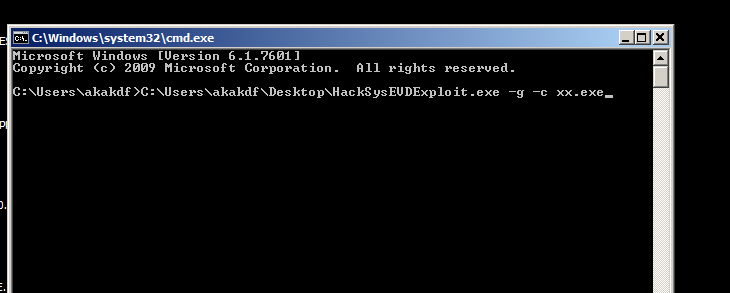 C:\Windows\system32\cmd.exe
Microsoft Windows [Version 6.1.7601]
Copyright (c) 2009 Microsoft Corporation.  All rights reserved.
C:\Users\akakdf>C:\Users\akakdf\Desktop\HackSysEVDExploit.exe -g -c xx.exe_